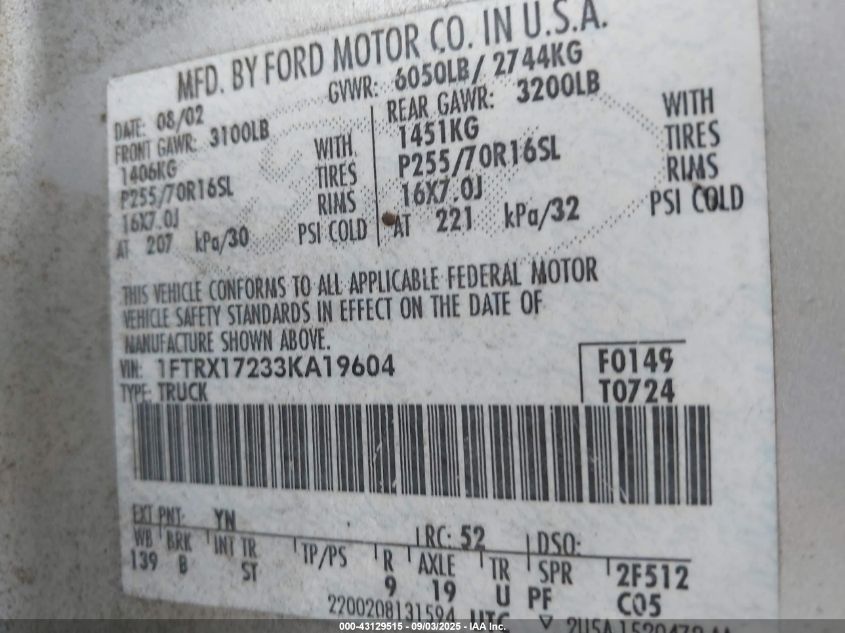 MFD. BY FORD MOTOR CO. IN U.S.A.
DATE: 08/02 GVWR: 6050LB/ 2744KG
FRONT GAWR: 3100LB REAR GAWR: 3200LB
1406KG WITH 1451KG WITH
P255/70R16SL TIRES P255/70R16SL TIRES
16X7.0J RIMS 16X7.0J RIMS
AT 207 kPa/30 PSI COLD AT 221 kPa/32 PSI COLD
THIS VEHICLE CONFORMS TO ALL APPLICABLE FEDERAL MOTOR
VEHICLE SAFETY STANDARDS IN EFFECT ON THE DATE OF
MANUFACTURE SHOWN ABOVE.
VIN: 1FTRX17233KA19604 F0149
TYPE: TRUCK T0724
EXT PNT: YN RC: 52 DSO:
WB BRK INT TR TP/PS R AXLE TR SPR 2F512
139 B ST 9 19 U PF C05
2200208131594 UTC
000-43129515 - 09/03/2025 - IAA, Inc.